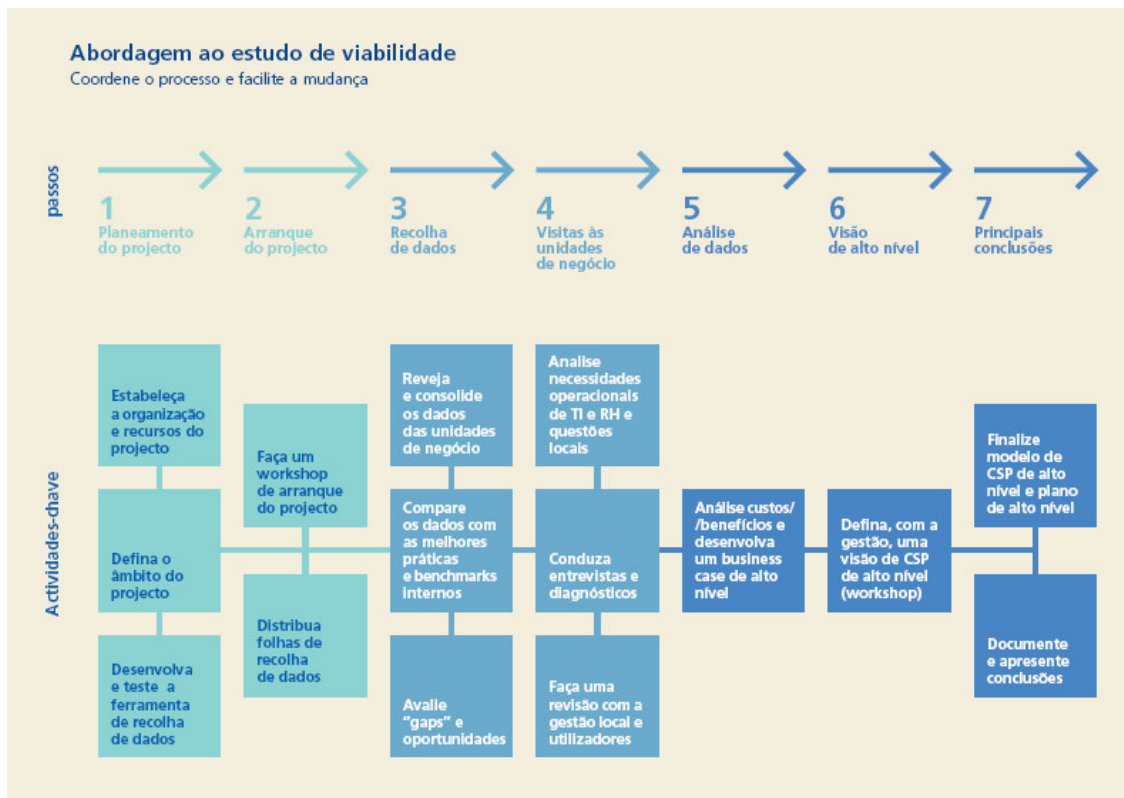 Abordagem ao estudo de viabilidade
Coordene o processo e facilite a mudança
passos
1
Planeamento
do projecto
2
Arranque
do projecto
3
Recolha
de dados
4
Visitas às
unidades
de negócio
5
Análise
de dados
6
Visão
de alto nível
7
Principais
conclusões
Actividades-chave
Estabeleça
a organização
e recursos do
projecto
Defina o
âmbito do
projecto
Desenvolva
e teste a
ferramenta
de recolha
de dados
Faça um
workshop
de arranque
do projecto
Distribua
folhas de
recolha
de dados
Reveja
e consolide
os dados
das unidades
de negócio
Compare
os dados com
as melhores
práticas
e benchmarks
internos
Avalie
“gaps” e
oportunidades
Analise
necessidades
operacionais
de TI e RH e
questões
locais
Conduza
entrevistas e
diagnósticos
Faça uma
revisão com a
gestão local e
utilizadores
Análise custos/
/benefícios e
desenvolva
um business
case de alto
nível
Defina, com a
gestão, uma
visão de CSP
de alto nível
(workshop)
Finalize
modelo de
CSP de alto
nível e plano
de alto nível
Documente
e apresente
conclusões